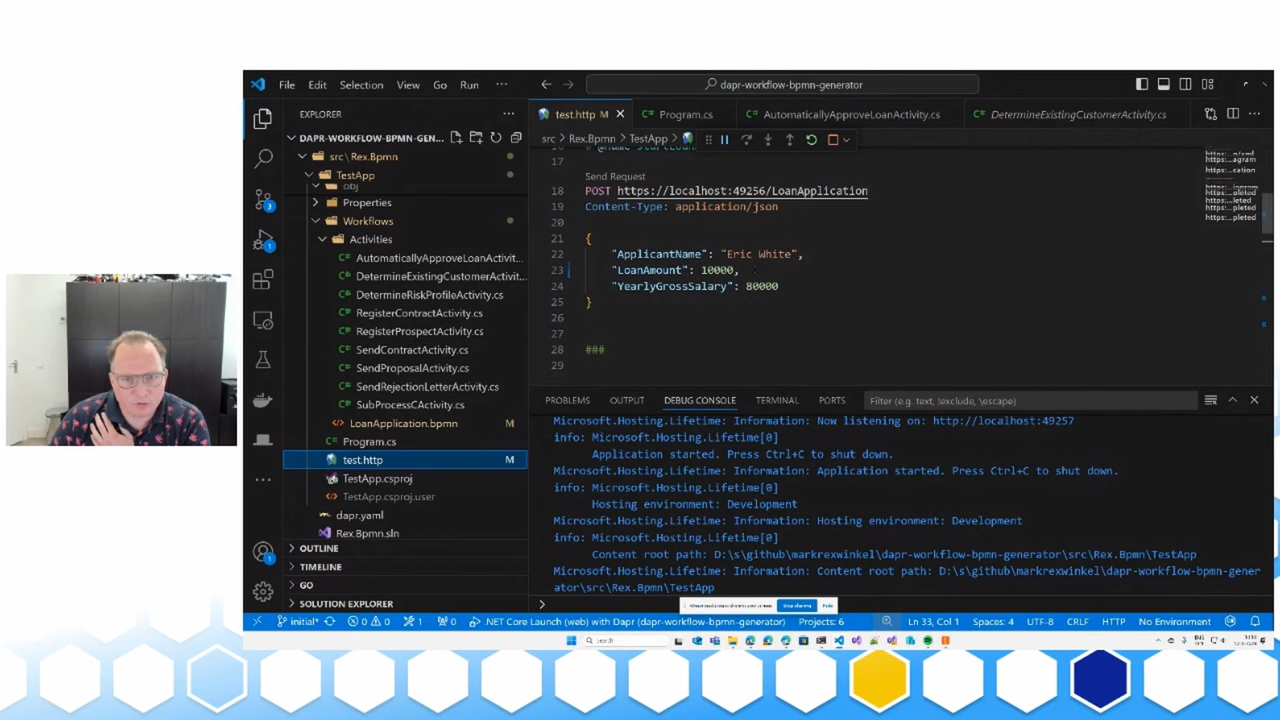 File Edit Selection View Go Run ...
dapr-workflow-bpmn-generator
EXPLORER
DAPR-WORKFLOW-BPMN-GEN...
src\Rex.Bpmn
TestApp
obj
Properties
Workflows
Activities
AutomaticallyApproveLoanActivit...
DetermineExistingCustomerActivit...
DetermineRiskProfileActivity.cs
RegisterContractActivity.cs
RegisterProspectActivity.cs
SendContractActivity.cs
SendProposalActivity.cs
SendRejectionLetterActivity.cs
SubProcessCActivity.cs
LoanApplication.bpmn M
Program.cs
test.http M
TestApp.csproj
TestApp.csproj.user
dapr.yaml
Rex.Bpmn.sln
OUTLINE
TIMELINE
GO
SOLUTION EXPLORER
test.http M
Program.cs
AutomaticallyApproveLoanActivity.cs
DetermineExistingCustomerActivity.cs
src > Rex.Bpmn > TestApp >
17
Send Request
18 POST https://localhost:49256/LoanApplication
19 Content-Type: application/json
20
21 {
22 "ApplicantName": "Eric White",
23 "LoanAmount": 10000,
24 "YearlyGrossSalary": 80000
25 }
26
27
28 ###
29
PROBLEMS OUTPUT DEBUG CONSOLE TERMINAL PORTS Filter (e.g. text, !exclude, \escape)
Microsoft.Hosting.Lifetime: Information: Now listening on: http://localhost:49257
info: Microsoft.Hosting.Lifetime[0]
Application started. Press Ctrl+C to shut down.
Microsoft.Hosting.Lifetime: Information: Application started. Press Ctrl+C to shut down.
info: Microsoft.Hosting.Lifetime[0]
Hosting environment: Development
Microsoft.Hosting.Lifetime: Information: Hosting environment: Development
info: Microsoft.Hosting.Lifetime[0]
Content root path: D:\s\github\markrexwinkel\dapr-workflow-bpmn-generator\src\Rex.Bpmn\TestApp
Microsoft.Hosting.Lifetime: Information: Content root path: D:\s\github\markrexwinkel\dapr-workflow-bpmn-gener
ator\src\Rex.Bpmn\TestApp
Stop sharing Hide
initial* 0 0 1 0 .NET Core Launch (web) with Dapr (dapr-workflow-bpmn-generator) Projects: 6 Ln 33, Col 1 Spaces: 4 UTF-8 CRLF HTTP No Environment
Search